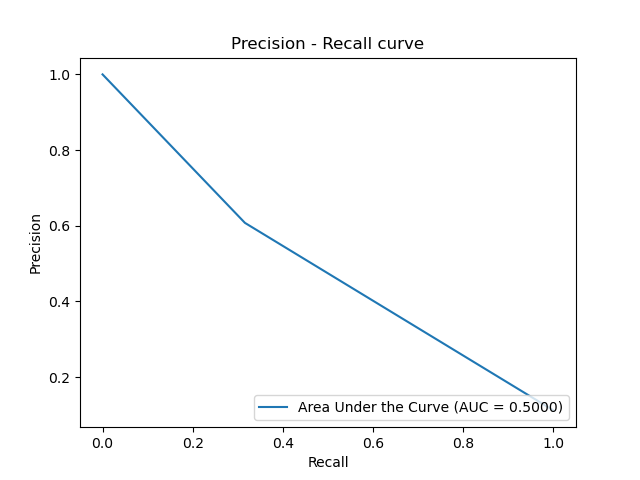 Precision - Recall curve
1.0
0.8
0.6
0.4
0.2
Precision
Area Under the Curve (AUC = 0.5000)
0.0 0.2 0.4 0.6 0.8 1.0
Recall